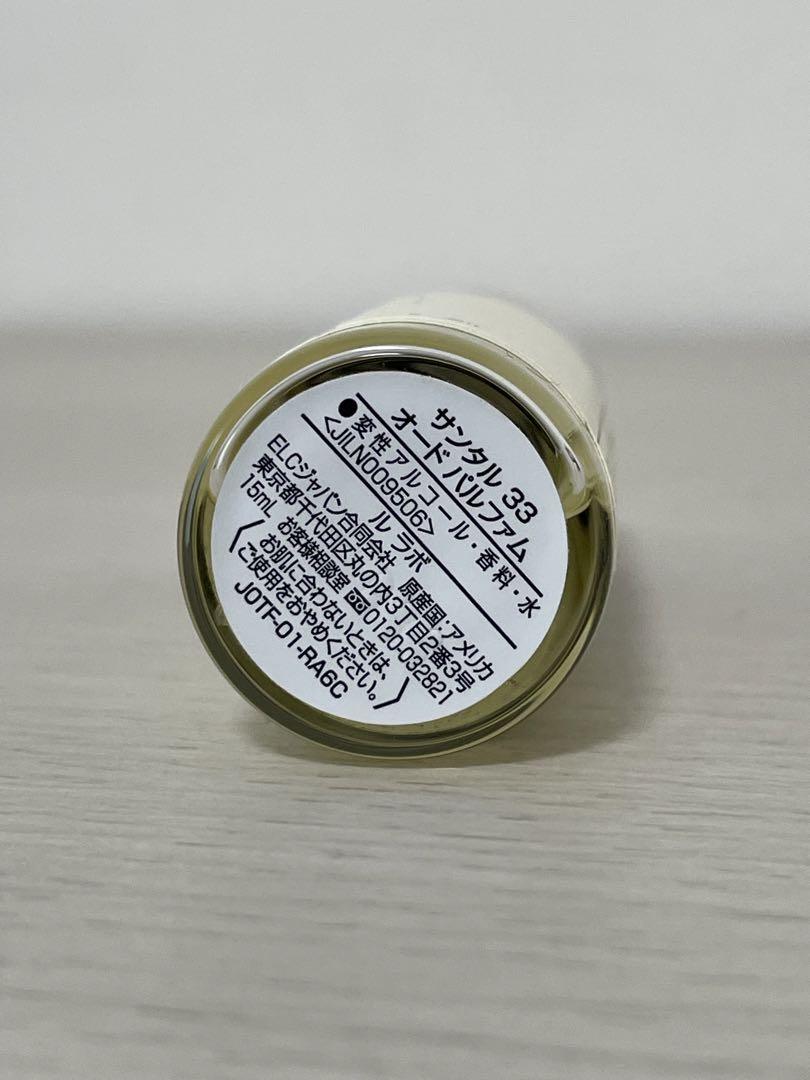 サンタル 33
オード パルファム
●変性アルコール・香料・水
<JILN009506>
ル ラボ
ELCジャパン合同会社 原産国:アメリカ
東京都千代田区丸の内3丁目2番3号
15mL お客様相談室 0120-032821
〈お肌に合わないときは、
ご使用をおやめください。〉
J0TF-01-RA6C